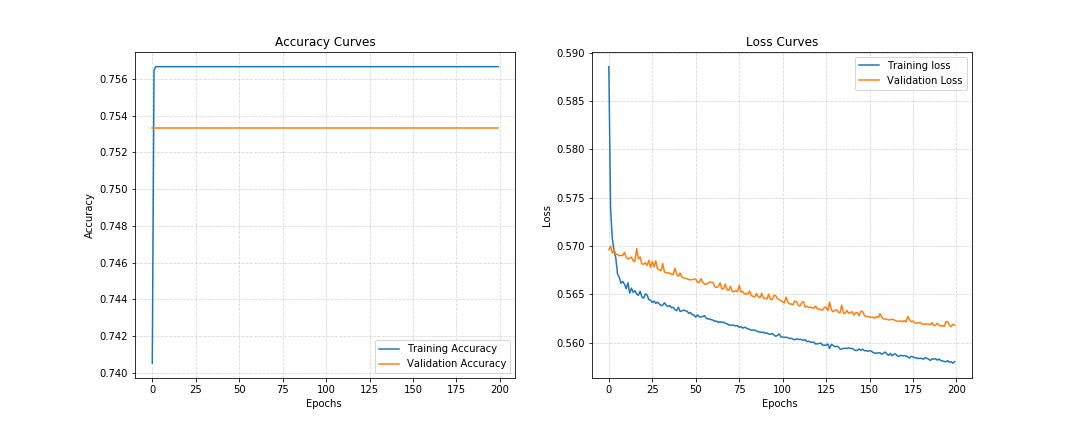 Accuracy Curves
Accuracy
0.756
0.754
0.752
0.750
0.748
0.746
0.744
0.742
0.740
0 25 50 75 100 125 150 175 200
Epochs
Training Accuracy
Validation Accuracy
Loss Curves
Loss
0.590
0.585
0.580
0.575
0.570
0.565
0.560
0 25 50 75 100 125 150 175 200
Epochs
Training loss
Validation Loss